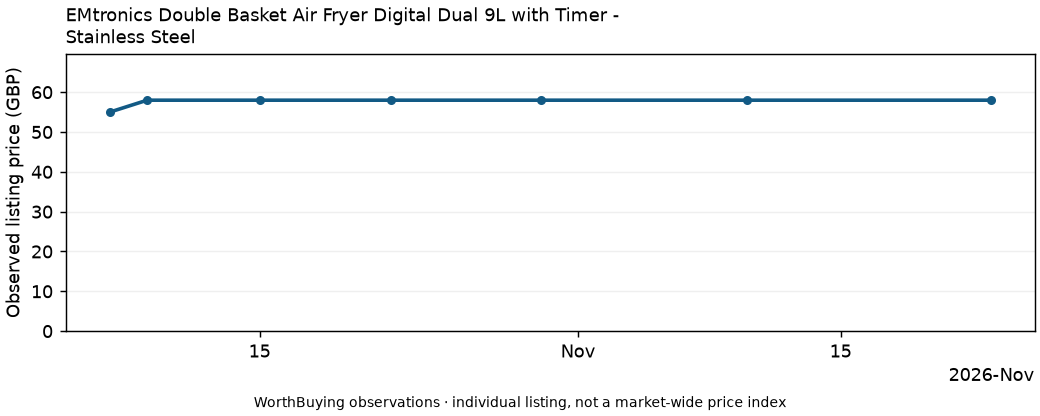 EMtronics Double Basket Air Fryer Digital Dual 9L with Timer -
Stainless Steel
Observed listing price (GBP)
60
50
40
30
20
10
0
15
Nov
15
2026-Nov
WorthBuying observations · individual listing, not a market-wide price index